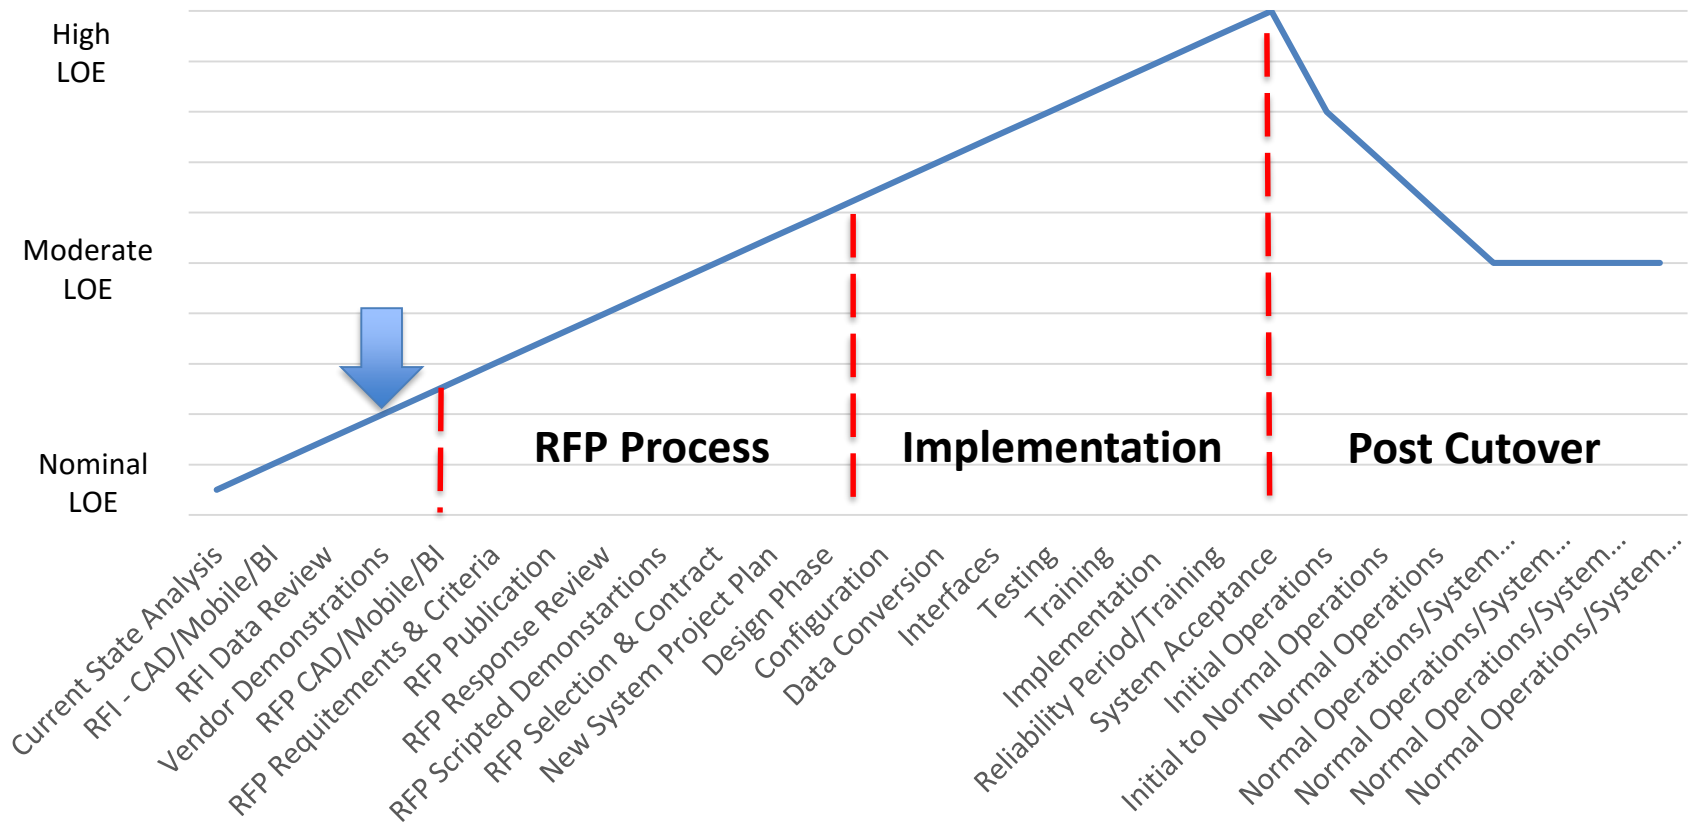 High
LOE
Moderate
LOE
Nominal
LOE
RFP Process
Implementation
Post Cutover
Current State Analysis
RFI - CAD/Mobile/BI
RFI Data Review
Vendor Demonstrations
RFP CAD/Mobile/BI
RFP Requitements & Criteria
RFP Publication
RFP Response Review
RFP Scripted Demonstartions
RFP Selection & Contract
New System Project Plan
Design Phase
Configuration
Data Conversion
Interfaces
Testing
Training
Implementation
Reliability Period/Training
System Acceptance
Initial Operations
Initial to Normal Operations
Normal Operations
Normal Operations/System...
Normal Operations/System...
Normal Operations/System...
Normal Operations/System...